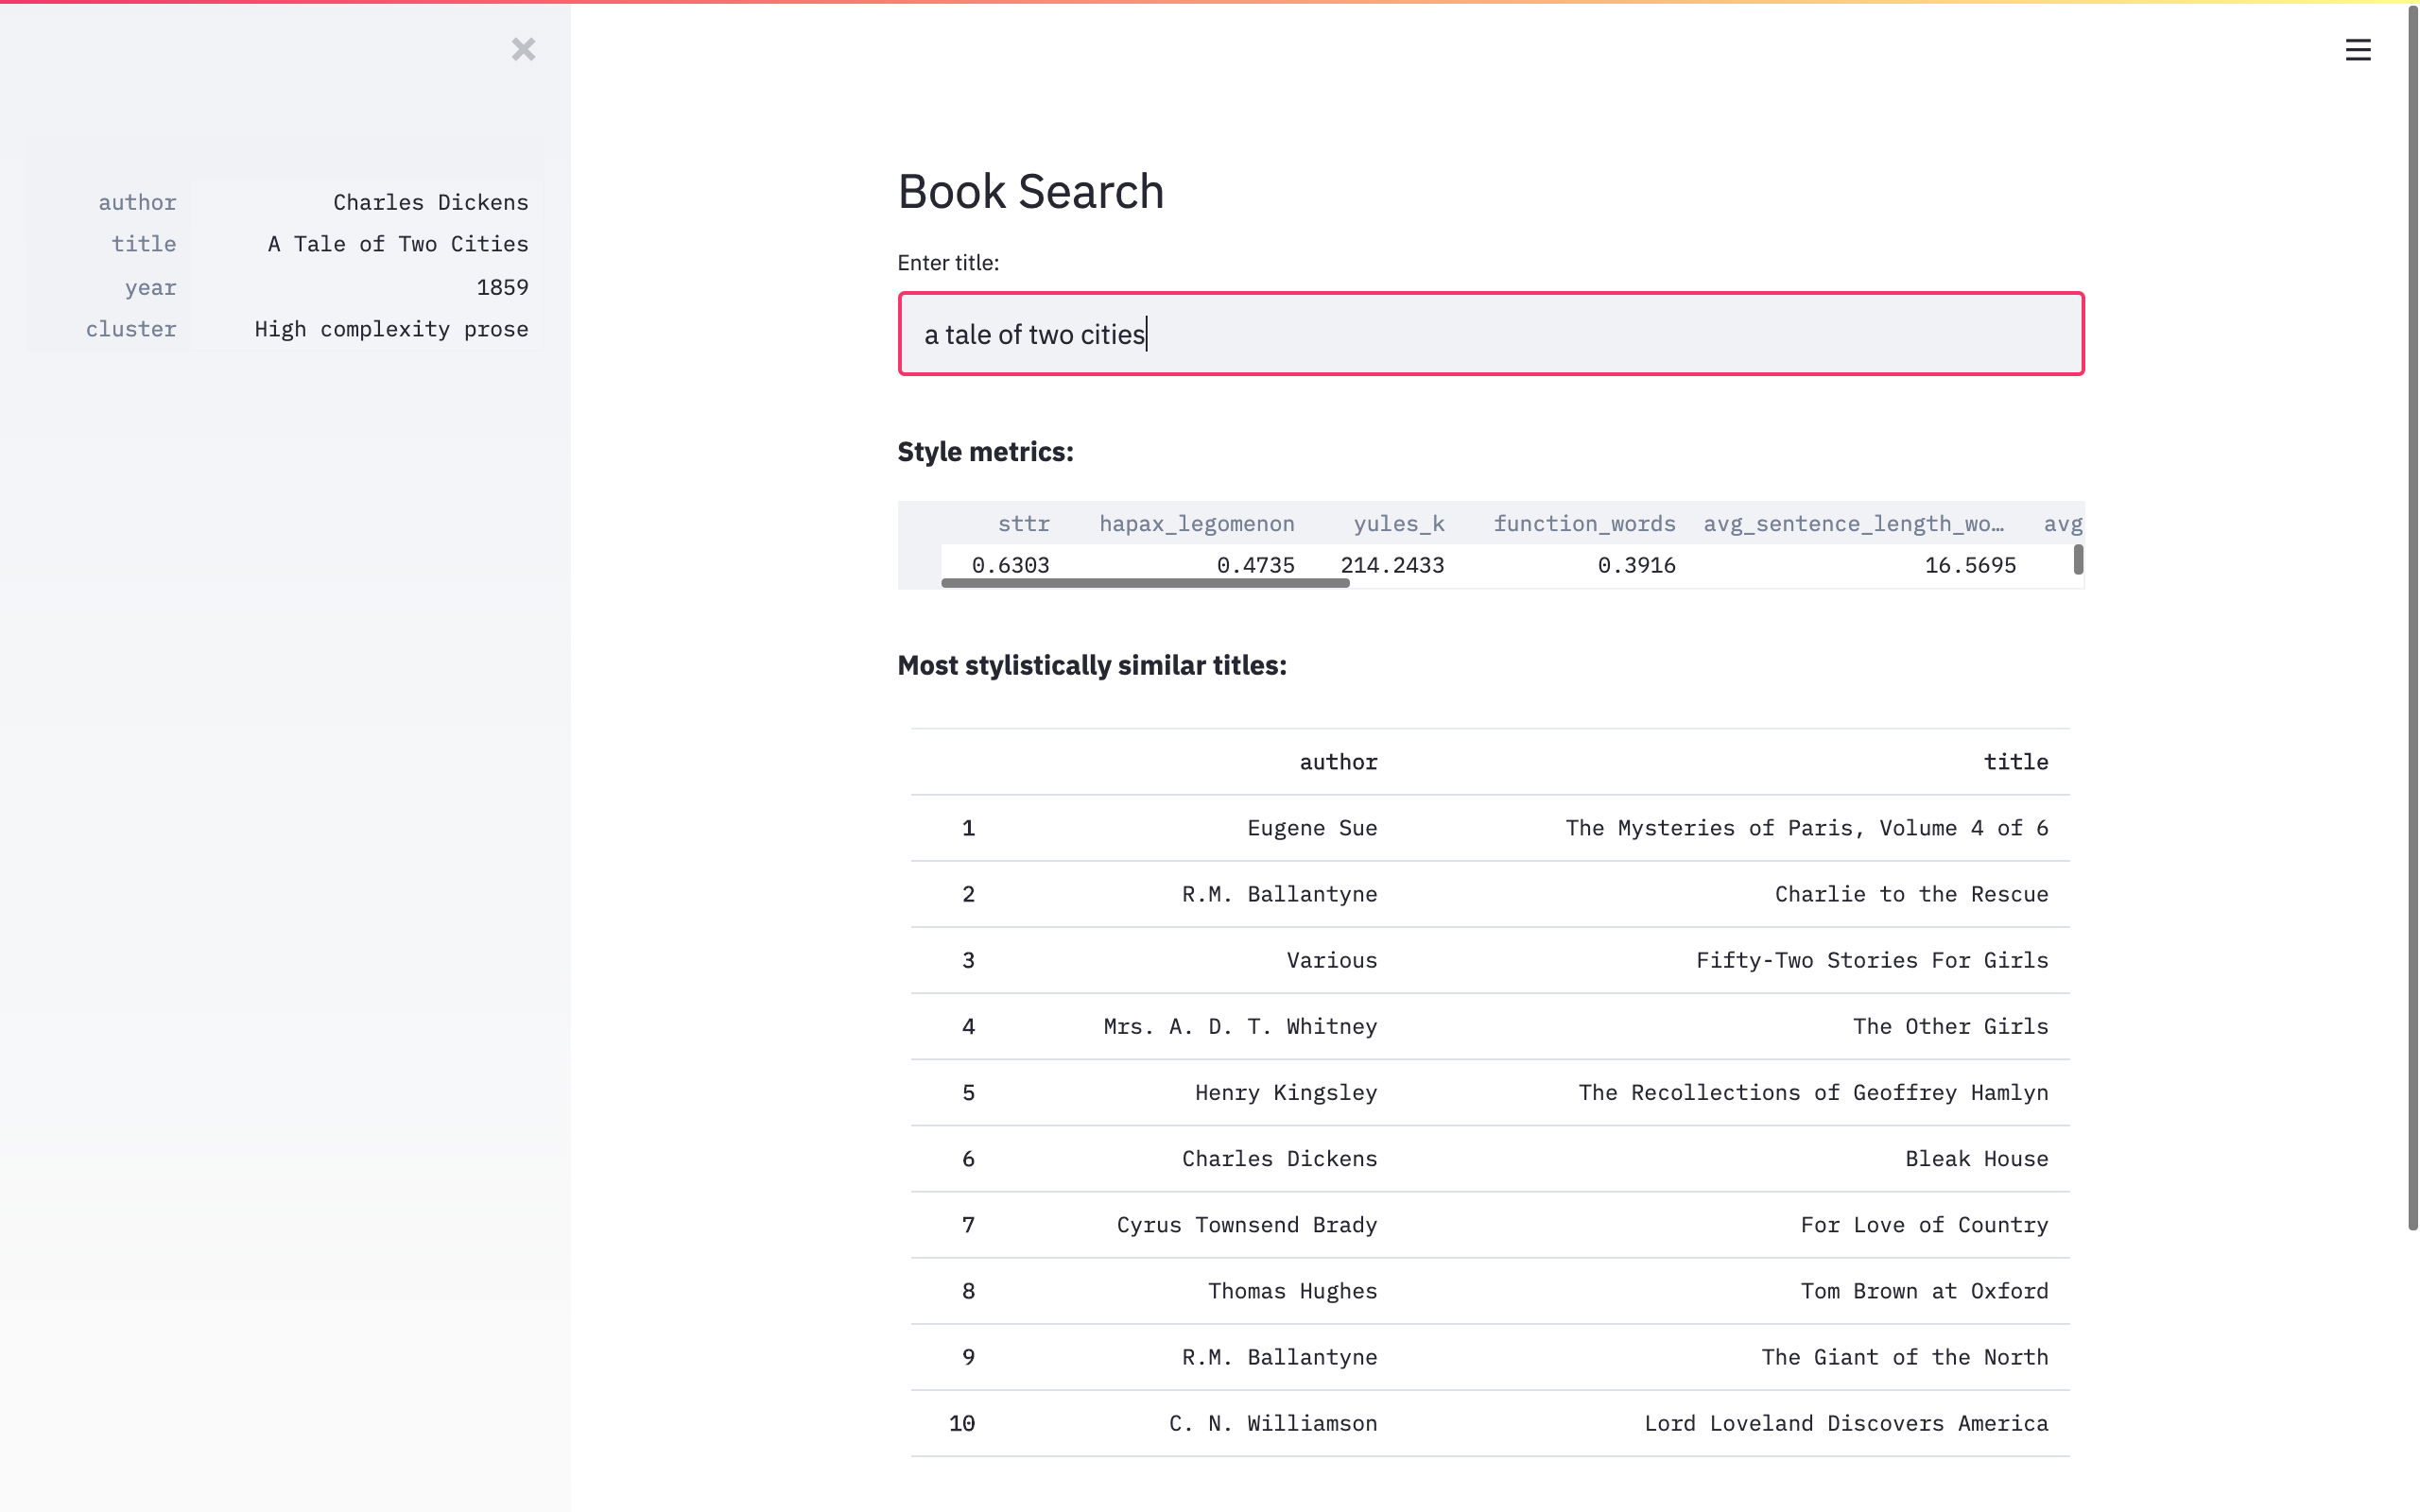 author Charles Dickens
title A Tale of Two Cities
year 1859
cluster High complexity prose
Book Search
Enter title:
a tale of two cities
Style metrics:
sttr hapax_legomenon yules_k function_words avg_sentence_length_wo… avg
0.6303 0.4735 214.2433 0.3916 16.5695
Most stylistically similar titles:
author title
1 Eugene Sue The Mysteries of Paris, Volume 4 of 6
2 R.M. Ballantyne Charlie to the Rescue
3 Various Fifty-Two Stories For Girls
4 Mrs. A. D. T. Whitney The Other Girls
5 Henry Kingsley The Recollections of Geoffrey Hamlyn
6 Charles Dickens Bleak House
7 Cyrus Townsend Brady For Love of Country
8 Thomas Hughes Tom Brown at Oxford
9 R.M. Ballantyne The Giant of the North
10 C. N. Williamson Lord Loveland Discovers America